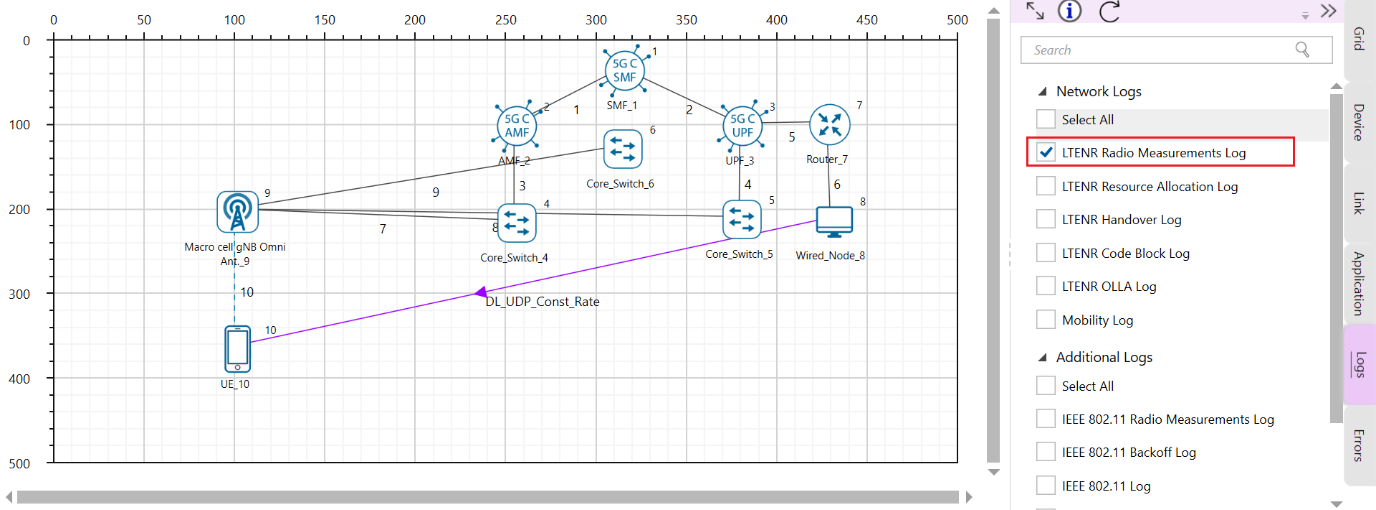 0 50 100 150 200 250 300 350 400 450 500
0
100
200
300
400
500
5G C
SMF
1
SMF_1
1
2
5G C
AMF
2
AMF_2
5G C
UPF
3
UPF_3
5
7
Router_7
6
Core_Switch_6
3
4
6
9
9
9
Macro cell gNB Omni
Ant._9
7
8
4
Core_Switch_4
5
Core_Switch_5
8
Wired_Node_8
10
DL_UDP_Const_Rate
10
UE_10
Search
Network Logs
Select All
LTENR Radio Measurements Log
LTENR Resource Allocation Log
LTENR Handover Log
LTENR Code Block Log
LTENR OLLA Log
Mobility Log
Additional Logs
Select All
IEEE 802.11 Radio Measurements Log
IEEE 802.11 Backoff Log
IEEE 802.11 Log
Grid
Device
Link
Application
Logs
Errors